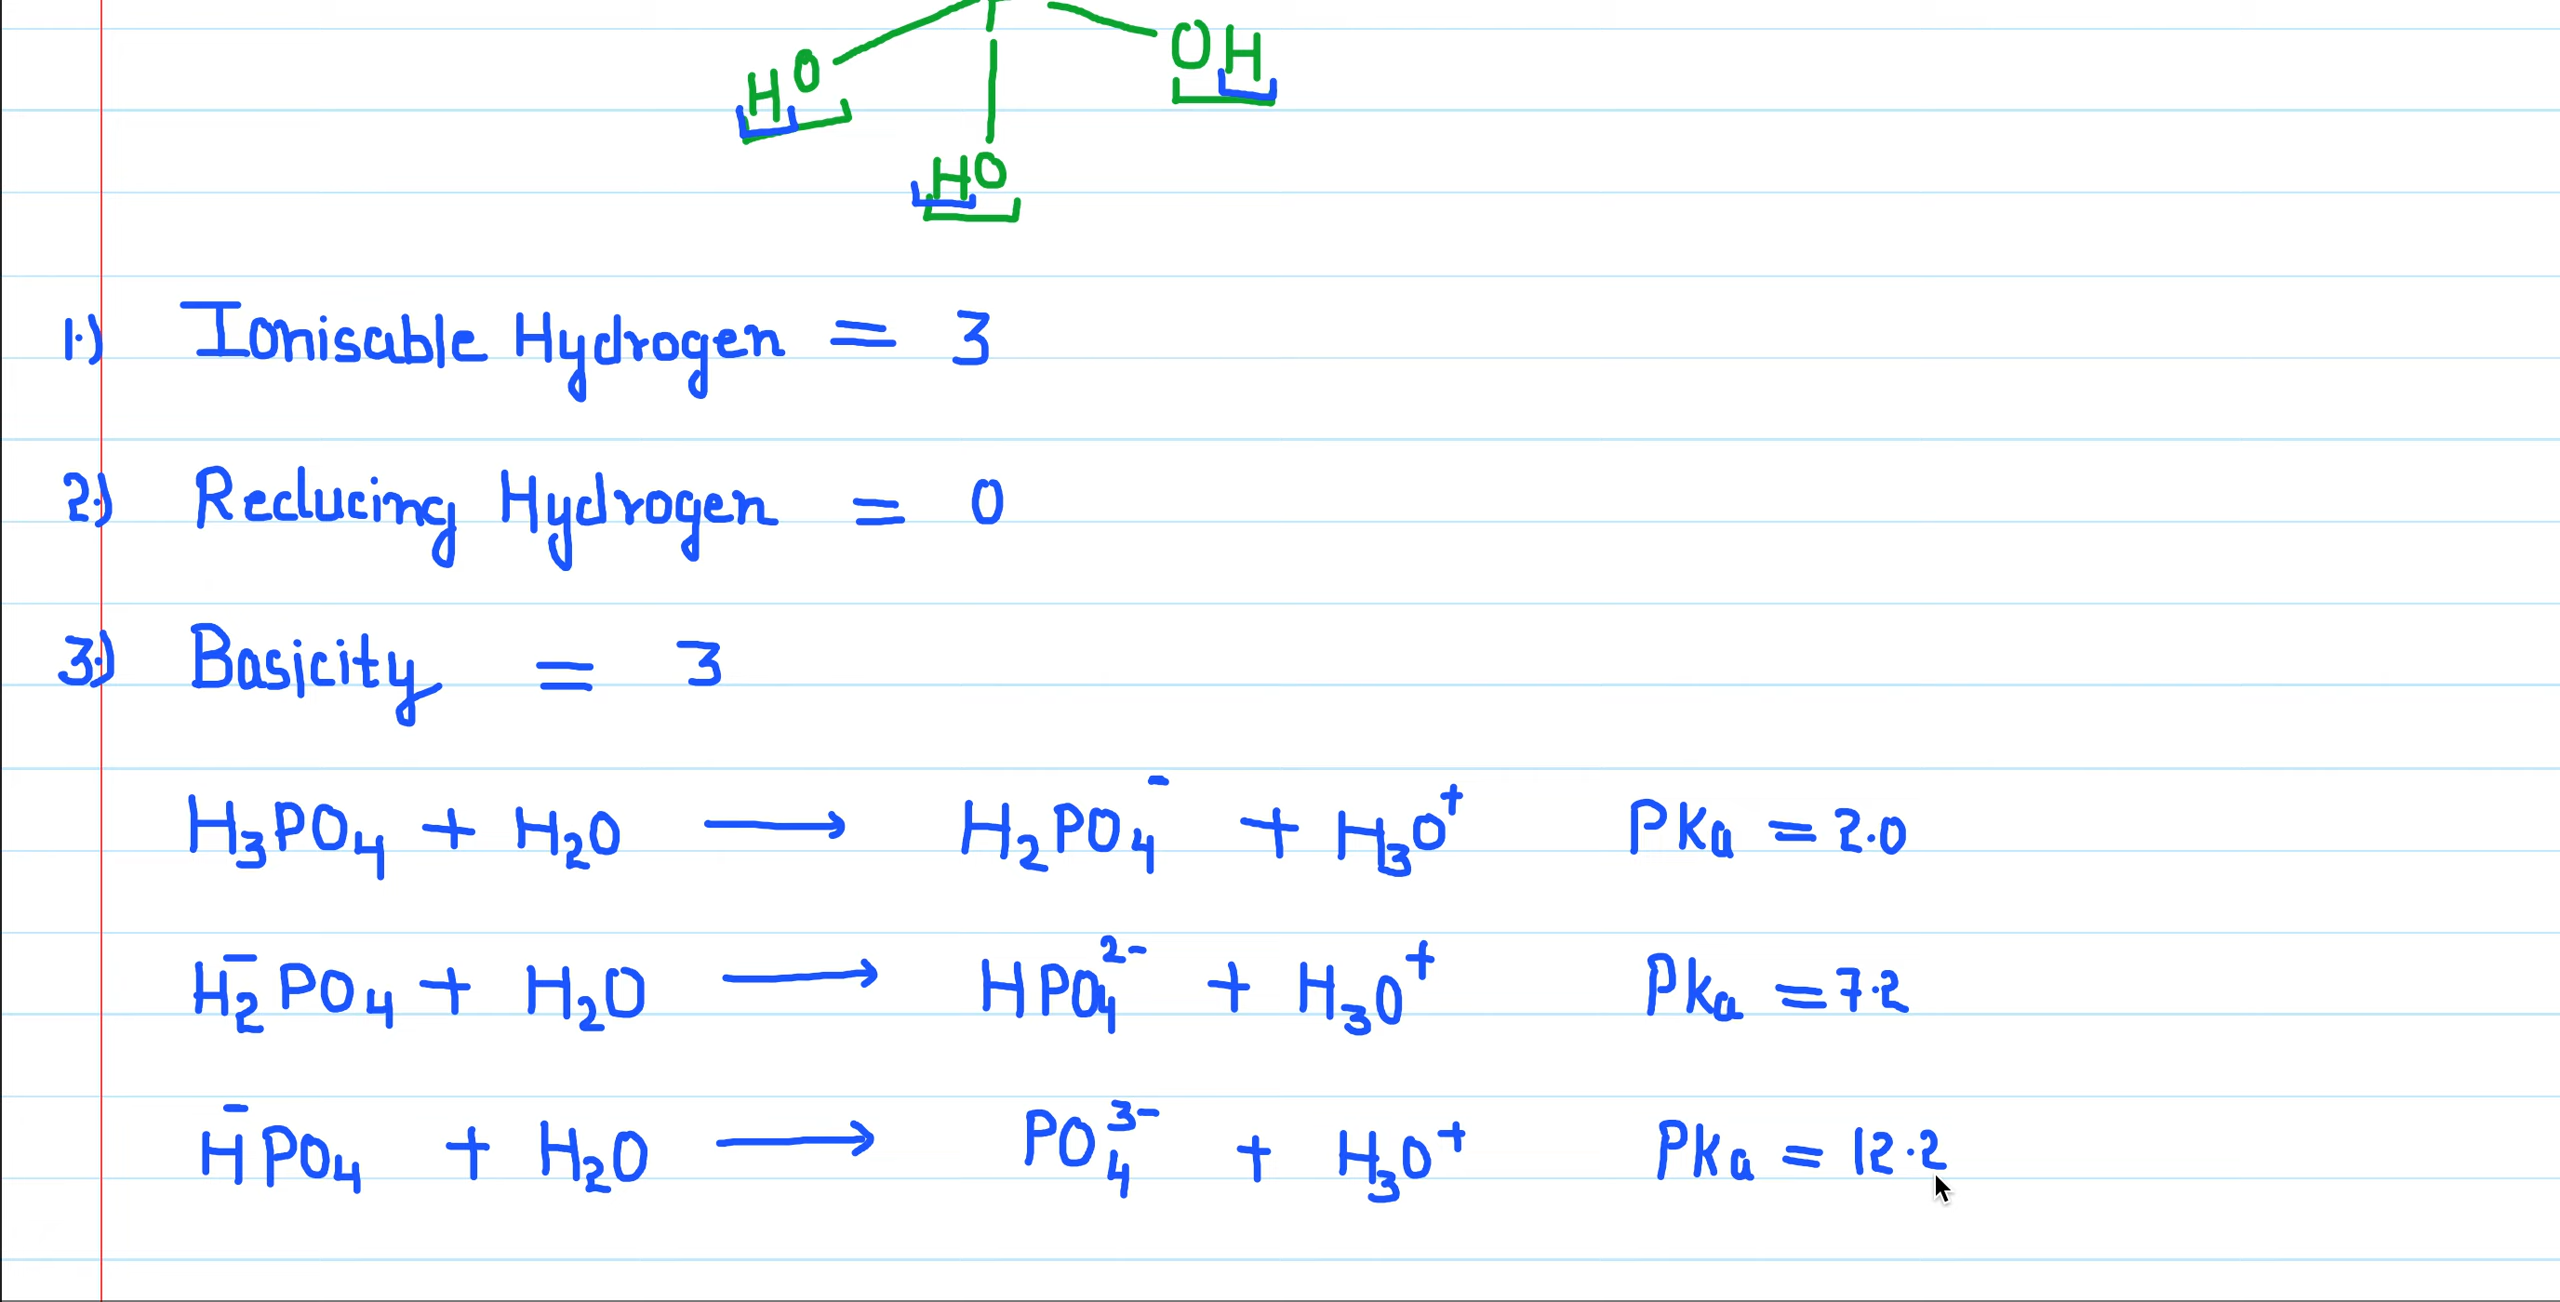 HO
OH
HO
1.) Ionisable Hydrogen = 3
2.) Reducing Hydrogen = 0
3.) Basicity = 3
H₃PO₄ + H₂O ⟶ H₂PO₄⁻ + H₃O⁺ PKa = 2.0
H₂⁻PO₄ + H₂O ⟶ HPO₄²⁻ + H₃O⁺ PKa = 7.2
H⁻PO₄ + H₂O ⟶ PO₄³⁻ + H₃O⁺ PKa = 12.2